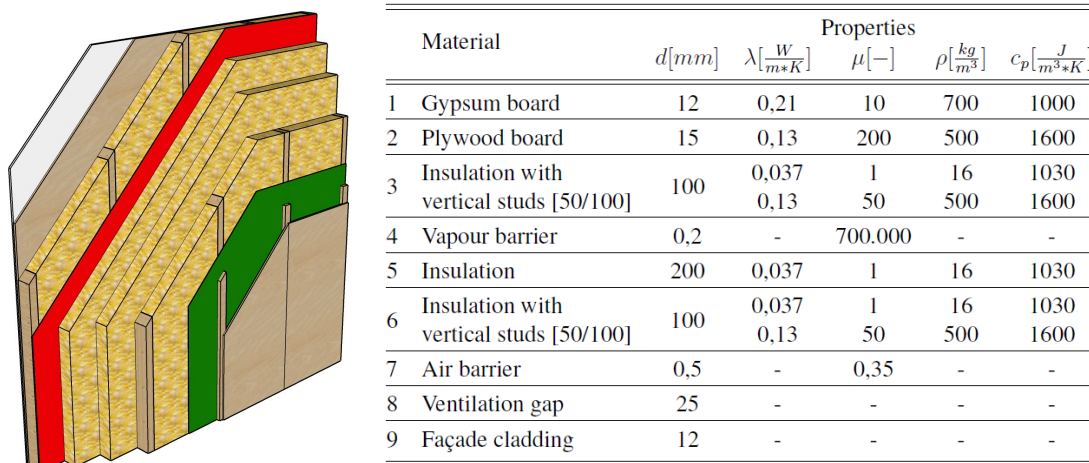 Material Properties
d[mm] λ[W/m*K] μ[-] ρ[kg/m³] c_p[J/m³*K]
1 Gypsum board 12 0,21 10 700 1000
2 Plywood board 15 0,13 200 500 1600
3 Insulation with vertical studs [50/100] 100 0,037 1 16 1030
0,13 50 500 1600
4 Vapour barrier 0,2 - 700.000 - -
5 Insulation 200 0,037 1 16 1030
6 Insulation with vertical studs [50/100] 100 0,037 1 16 1030
0,13 50 500 1600
7 Air barrier 0,5 - 0,35 - -
8 Ventilation gap 25 - - - -
9 Façade cladding 12 - - - -